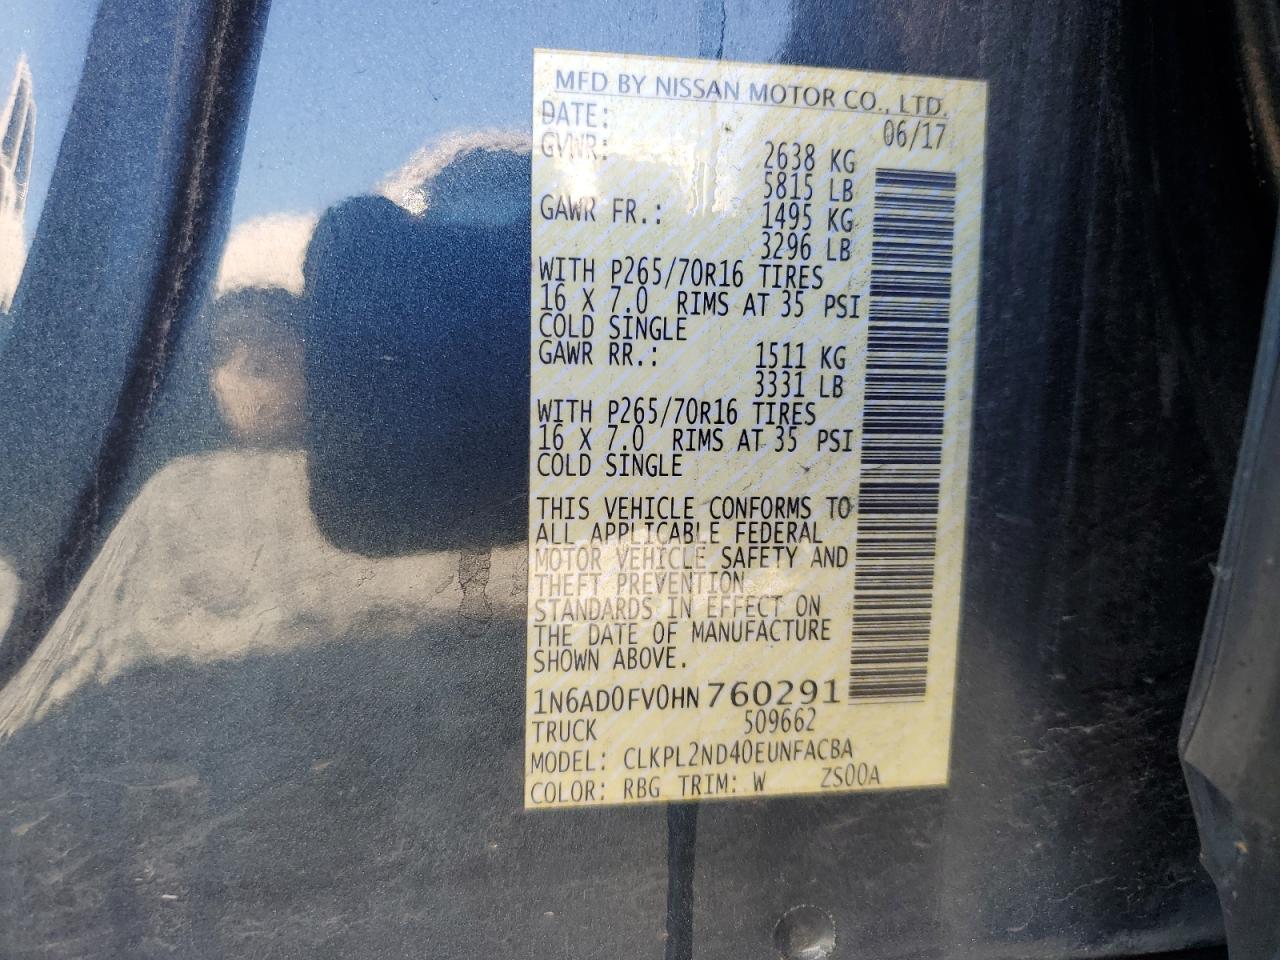 MFD BY NISSAN MOTOR CO., LTD.
DATE: 06/17
GVWR: 2638 KG
5815 LB
GAWR FR.: 1495 KG
3296 LB
WITH P265/70R16 TIRES
16 X 7.0 RIMS AT 35 PSI
COLD SINGLE
GAWR RR.: 1511 KG
3331 LB
WITH P265/70R16 TIRES
16 X 7.0 RIMS AT 35 PSI
COLD SINGLE
THIS VEHICLE CONFORMS TO
ALL APPLICABLE FEDERAL
MOTOR VEHICLE SAFETY AND
THEFT PREVENTION
STANDARDS IN EFFECT ON
THE DATE OF MANUFACTURE
SHOWN ABOVE.
1N6AD0FV0HN760291
TRUCK 509662
MODEL: CLKPL2ND40EUNFACBA
COLOR: RBG TRIM: W ZS00A